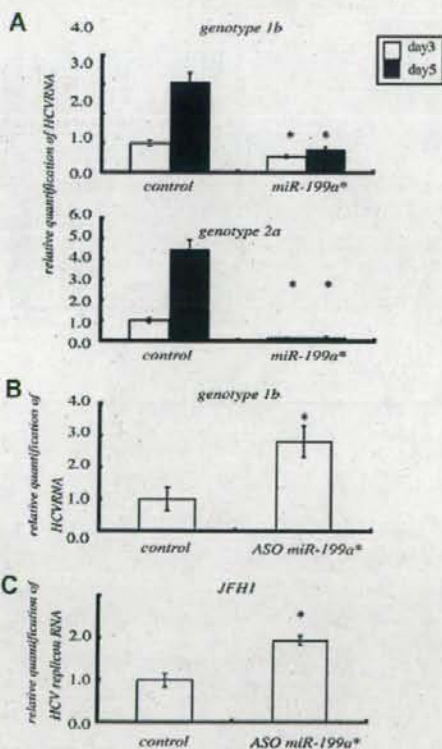 A
genotype 1b
day3
day5
relative quantification of HCVRNA
4.0
3.0
2.0
1.0
0.0
* *
control
miR-199a*
genotype 2a
6.0
5.0
4.0
3.0
2.0
1.0
0.0
* *
control
miR-199a*
B
genotype 1b
relative quantification of
HCVRNA
4.0
3.0
2.0
1.0
0.0
*
control
ASO miR-199a*
C
JFH1
relative quantification of
HCV replicon RNA
2.0
1.0
0.0
*
control
ASO miR-199a*